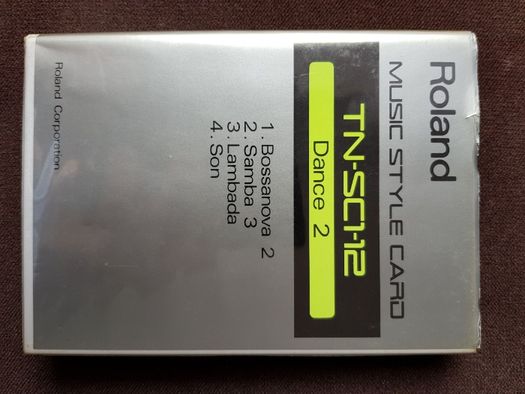 Roland
MUSIC STYLE CARD
TN-SC1-12
Dance 2
1. Bossanova 2
2. Samba 3
3. Lambada
4. Son
Roland Corporation